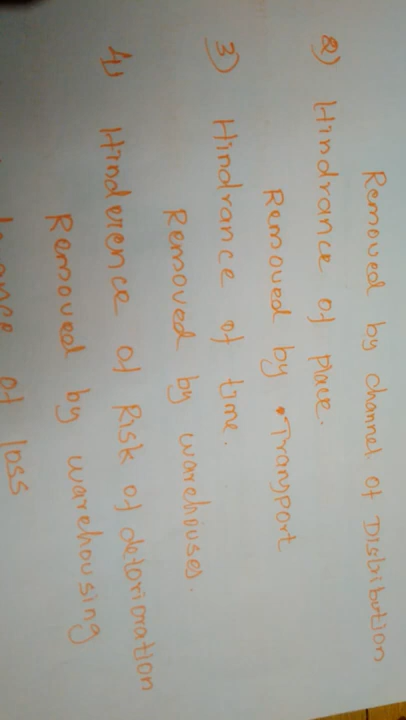 Removed by channel of Distribution
2) Hindrance of place.
Removed by Transport
3) Hindrance of time.
Removed by warehouses.
4) Hinderence of Risk of detorioration
Removed by warehousing
of loss